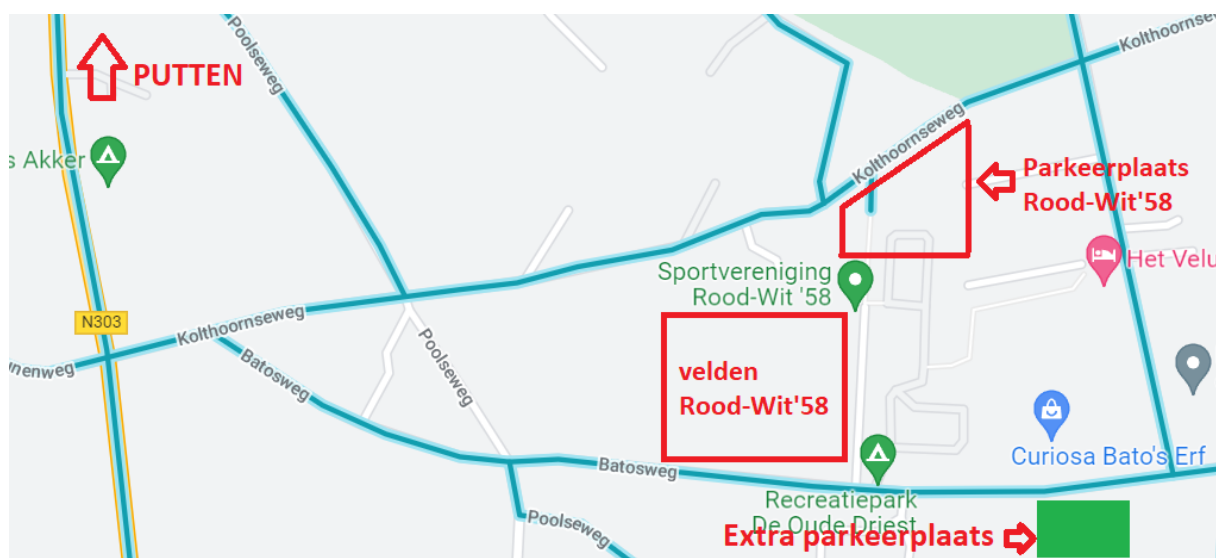 Poolseweg
Kolthoornse
PUTTEN
s Akker
Kolthoornseweg
Parkeerplaats
Rood-Wit'58
Sportvereniging
Rood-Wit '58
Het Velu
N303
Kolthoornseweg
nenweg
Batosweg
Poolseweg
velden
Rood-Wit'58
Batosweg
Curiosa Bato's Erf
Recreatiepark
De Oude Driest
Poolseweg
Extra parkeerplaats